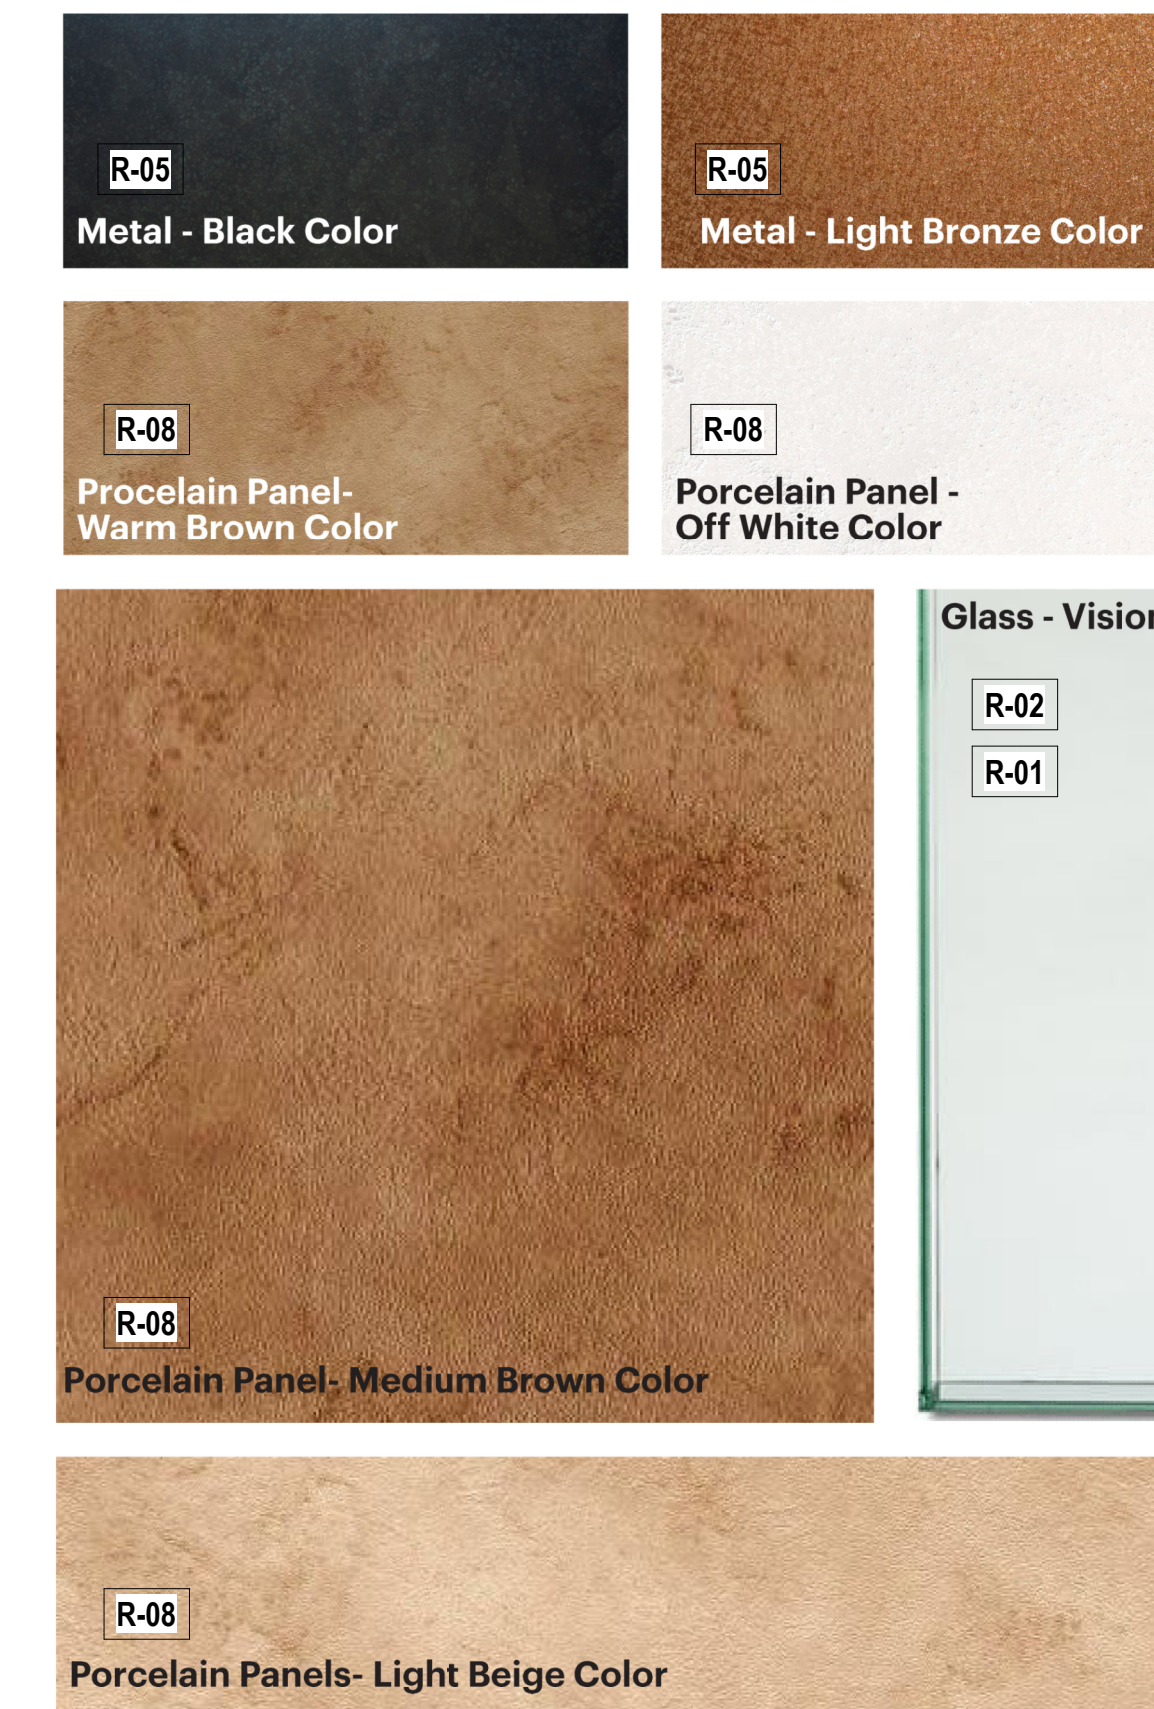 R-05
Metal - Black Color
R-05
Metal - Light Bronze Color
R-08
Procelain Panel-
Warm Brown Color
R-08
Porcelain Panel -
Off White Color
Glass - Vision
R-02
R-01
R-08
Porcelain Panel- Medium Brown Color
R-08
Porcelain Panels- Light Beige Color